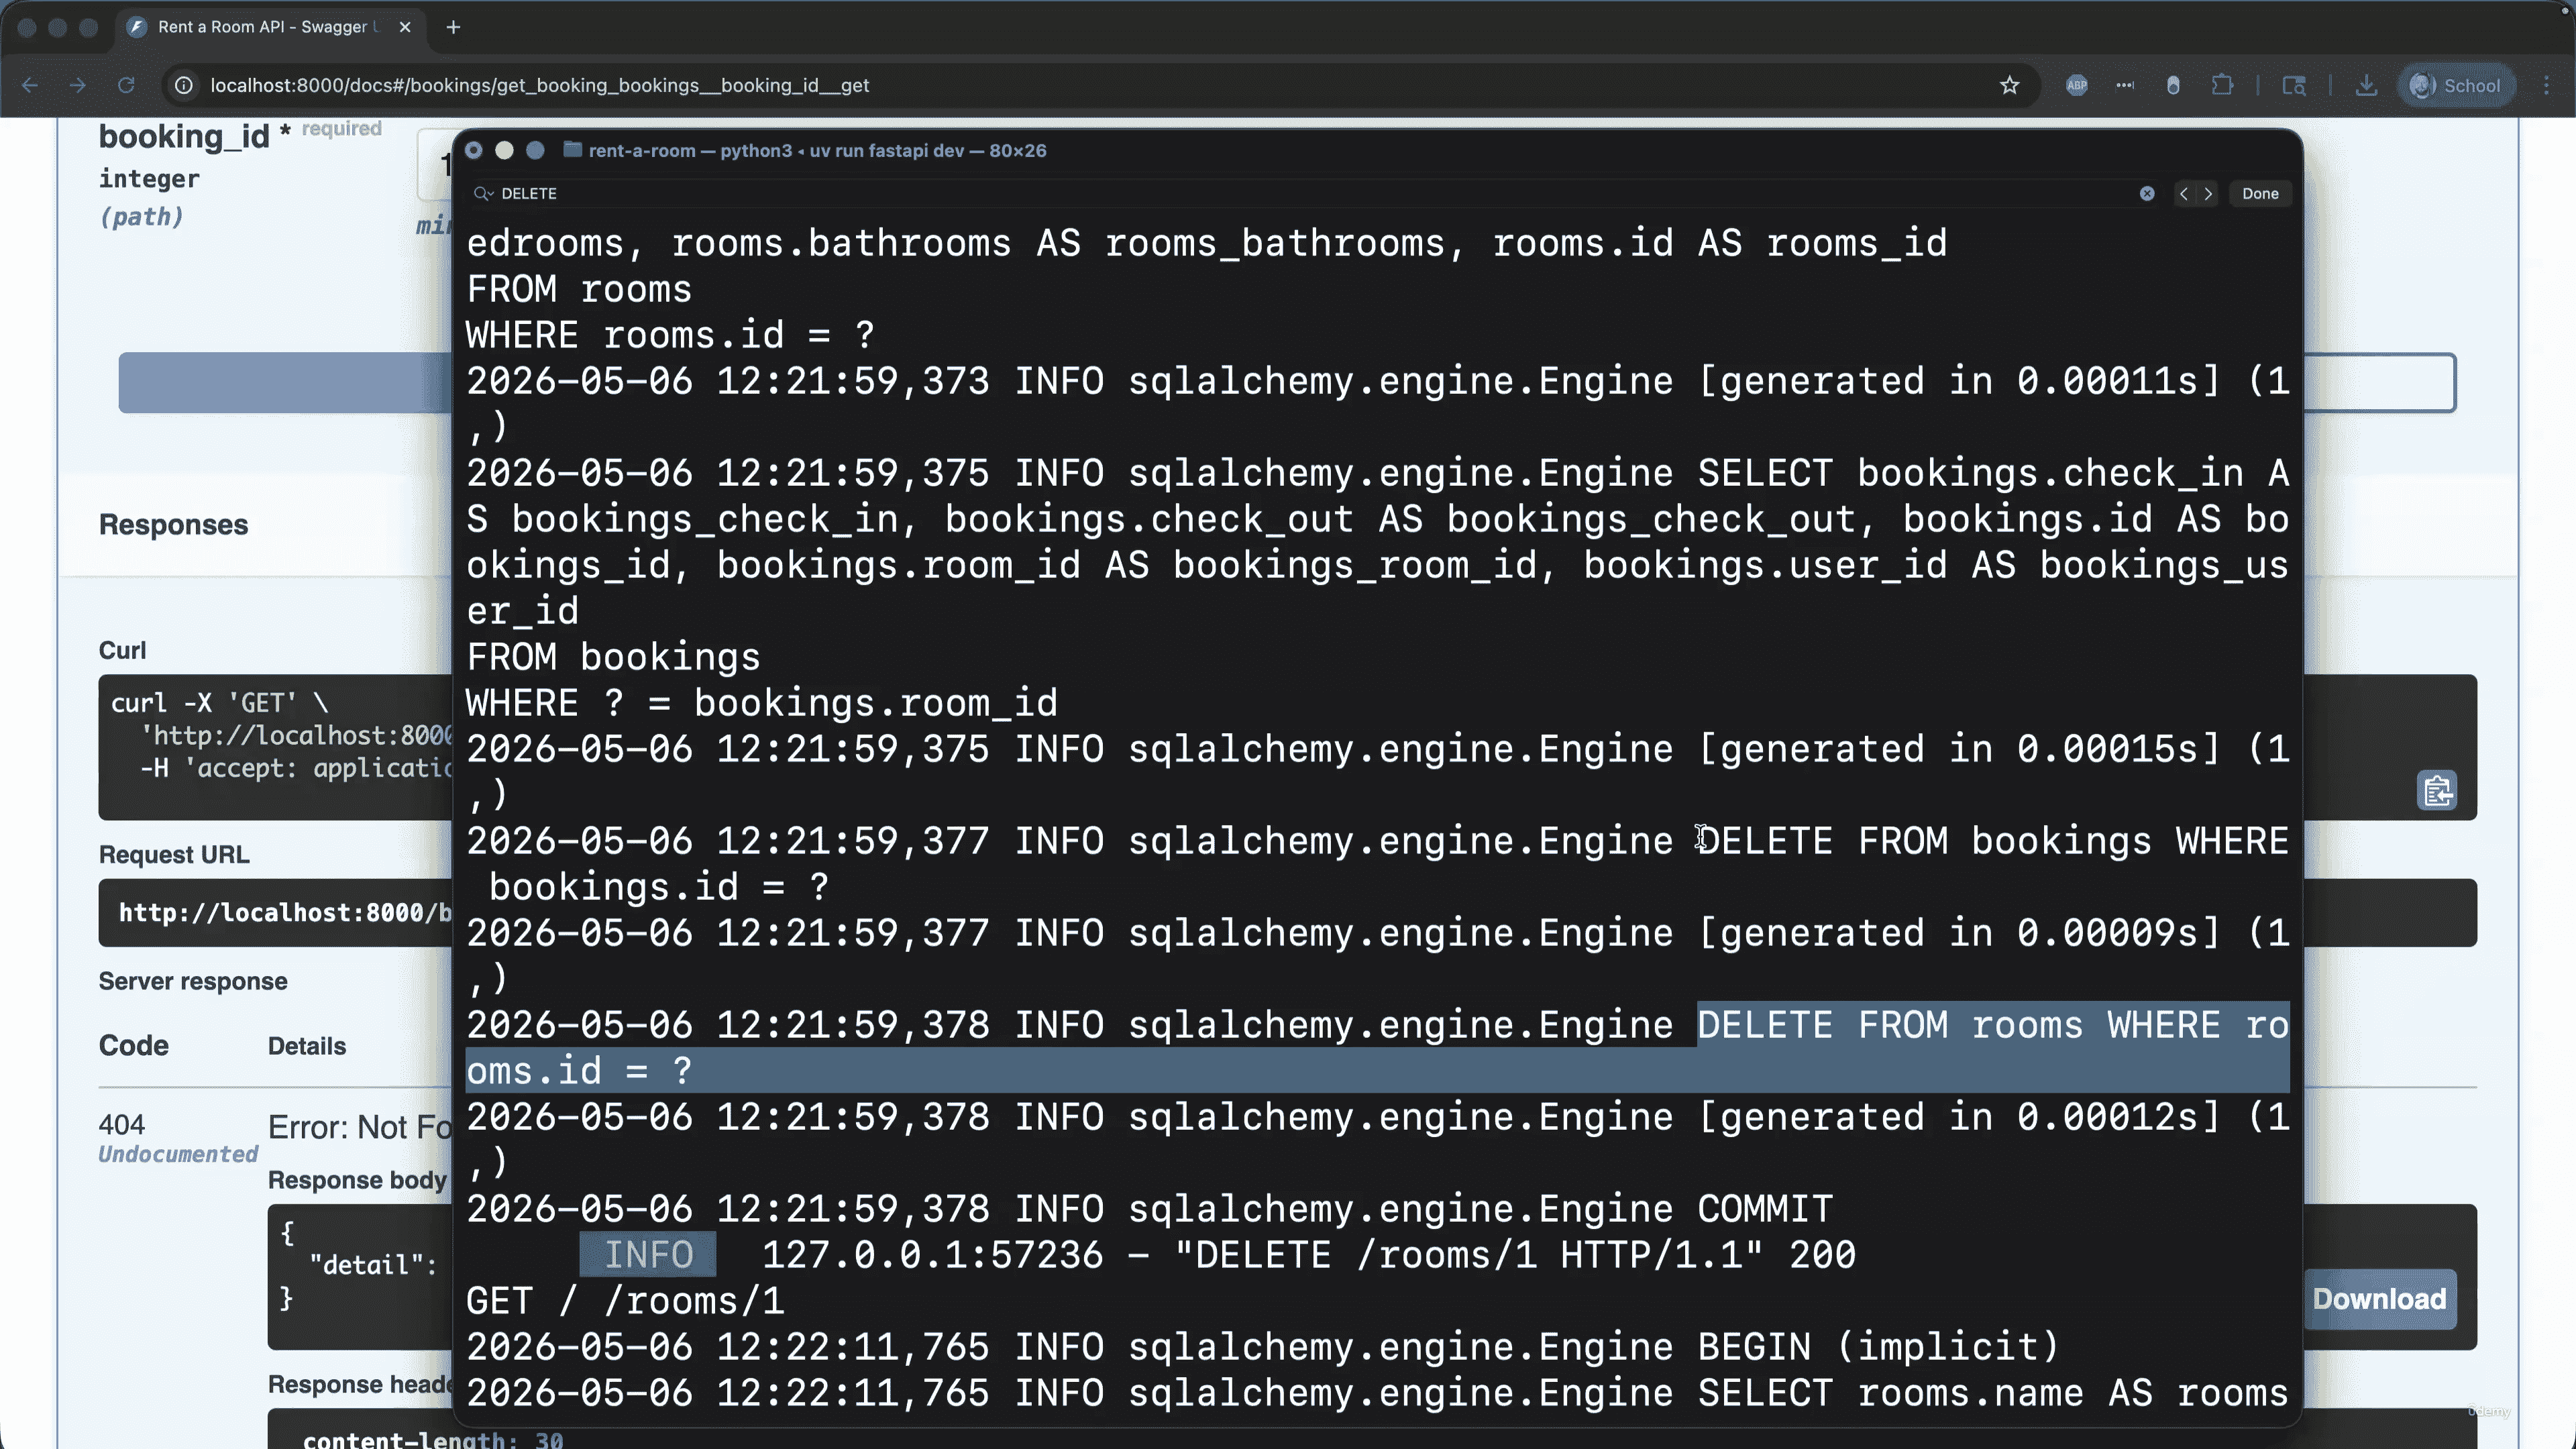 Rent a Room API - Swagger U
localhost:8000/docs#/bookings/get_booking_bookings__booking_id__get
ABP
School
booking_id * required
integer
(path)
1
min
rent-a-room — python3 ◂ uv run fastapi dev — 80×26
DELETE
Done
edrooms, rooms.bathrooms AS rooms_bathrooms, rooms.id AS rooms_id
FROM rooms
WHERE rooms.id = ?
2026-05-06 12:21:59,373 INFO sqlalchemy.engine.Engine [generated in 0.00011s] (1
,)
2026-05-06 12:21:59,375 INFO sqlalchemy.engine.Engine SELECT bookings.check_in A
S bookings_check_in, bookings.check_out AS bookings_check_out, bookings.id AS bo
okings_id, bookings.room_id AS bookings_room_id, bookings.user_id AS bookings_us
er_id
FROM bookings
WHERE ? = bookings.room_id
2026-05-06 12:21:59,375 INFO sqlalchemy.engine.Engine [generated in 0.00015s] (1
,)
2026-05-06 12:21:59,377 INFO sqlalchemy.engine.Engine DELETE FROM bookings WHERE
bookings.id = ?
2026-05-06 12:21:59,377 INFO sqlalchemy.engine.Engine [generated in 0.00009s] (1
,)
2026-05-06 12:21:59,378 INFO sqlalchemy.engine.Engine DELETE FROM rooms WHERE ro
oms.id = ?
2026-05-06 12:21:59,378 INFO sqlalchemy.engine.Engine [generated in 0.00012s] (1
,)
2026-05-06 12:21:59,378 INFO sqlalchemy.engine.Engine COMMIT
INFO 127.0.0.1:57236 - "DELETE /rooms/1 HTTP/1.1" 200
GET / /rooms/1
2026-05-06 12:22:11,765 INFO sqlalchemy.engine.Engine BEGIN (implicit)
2026-05-06 12:22:11,765 INFO sqlalchemy.engine.Engine SELECT rooms.name AS rooms
Responses
Curl
curl -X 'GET' \
'http://localhost:8000
-H 'accept: applicatio
Request URL
http://localhost:8000/b
Server response
Code Details
404
Undocumented
Error: Not Fo
Response body
{
"detail":
}
Download
Response heade
content-length: 30
ûdemy